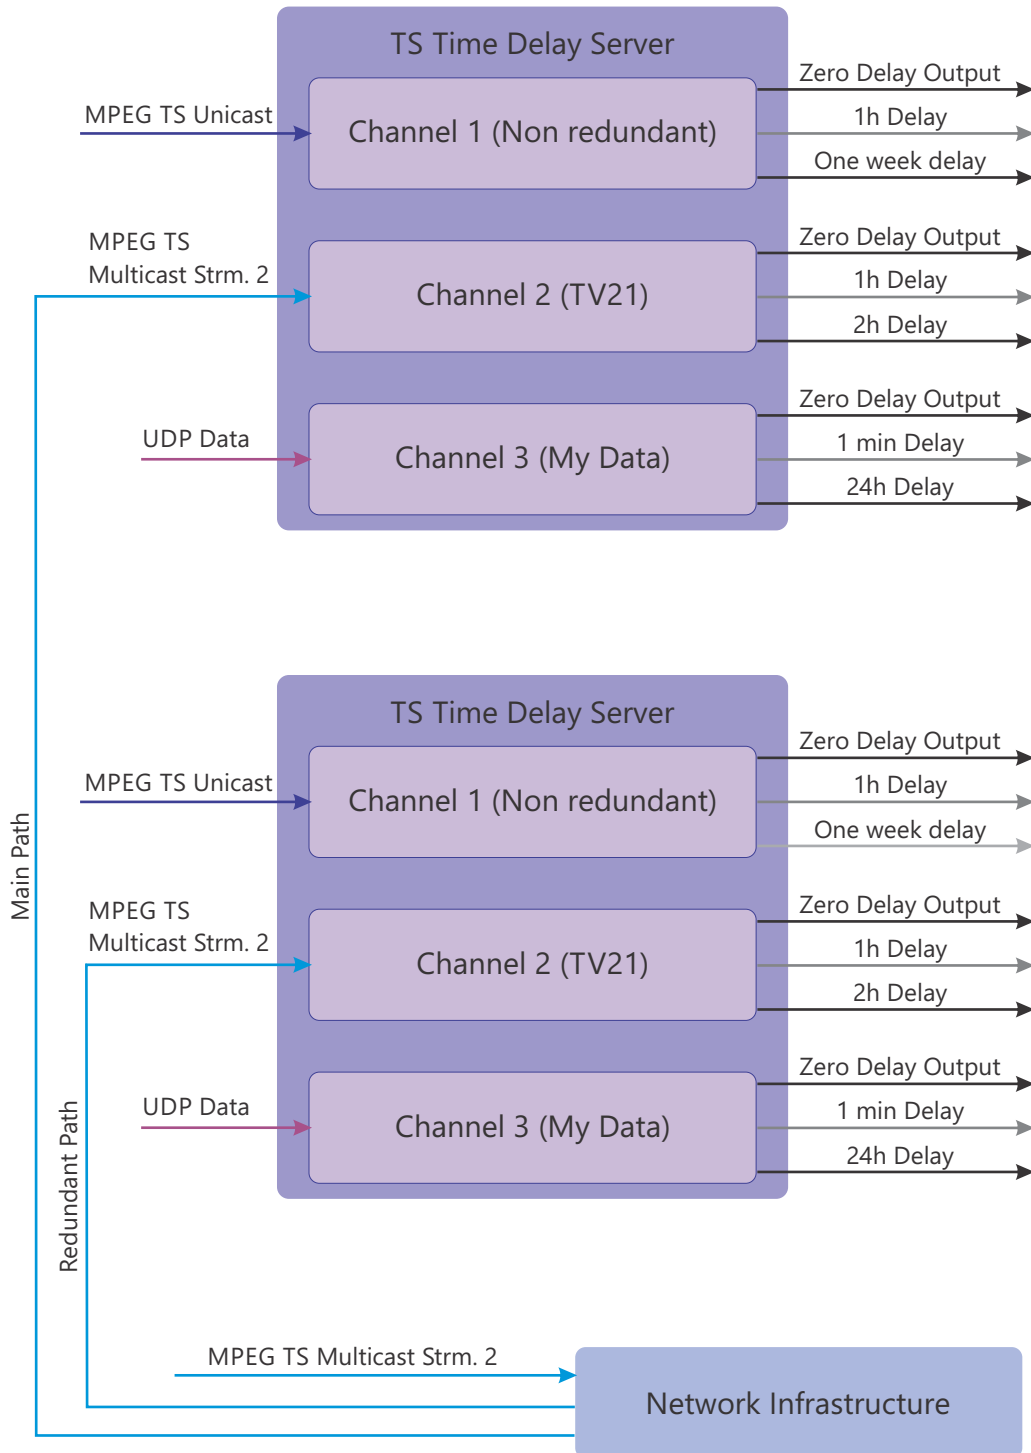 TS Time Delay Server
MPEG TS Unicast
Channel 1 (Non redundant)
Zero Delay Output
1h Delay
One week delay
MPEG TS
Multicast Strm. 2
Channel 2 (TV21)
Zero Delay Output
1h Delay
2h Delay
UDP Data
Channel 3 (My Data)
Zero Delay Output
1 min Delay
24h Delay
Main Path
TS Time Delay Server
MPEG TS Unicast
Channel 1 (Non redundant)
Zero Delay Output
1h Delay
One week delay
MPEG TS
Multicast Strm. 2
Channel 2 (TV21)
Zero Delay Output
1h Delay
2h Delay
UDP Data
Channel 3 (My Data)
Zero Delay Output
1 min Delay
24h Delay
Redundant Path
MPEG TS Multicast Strm. 2
Network Infrastructure